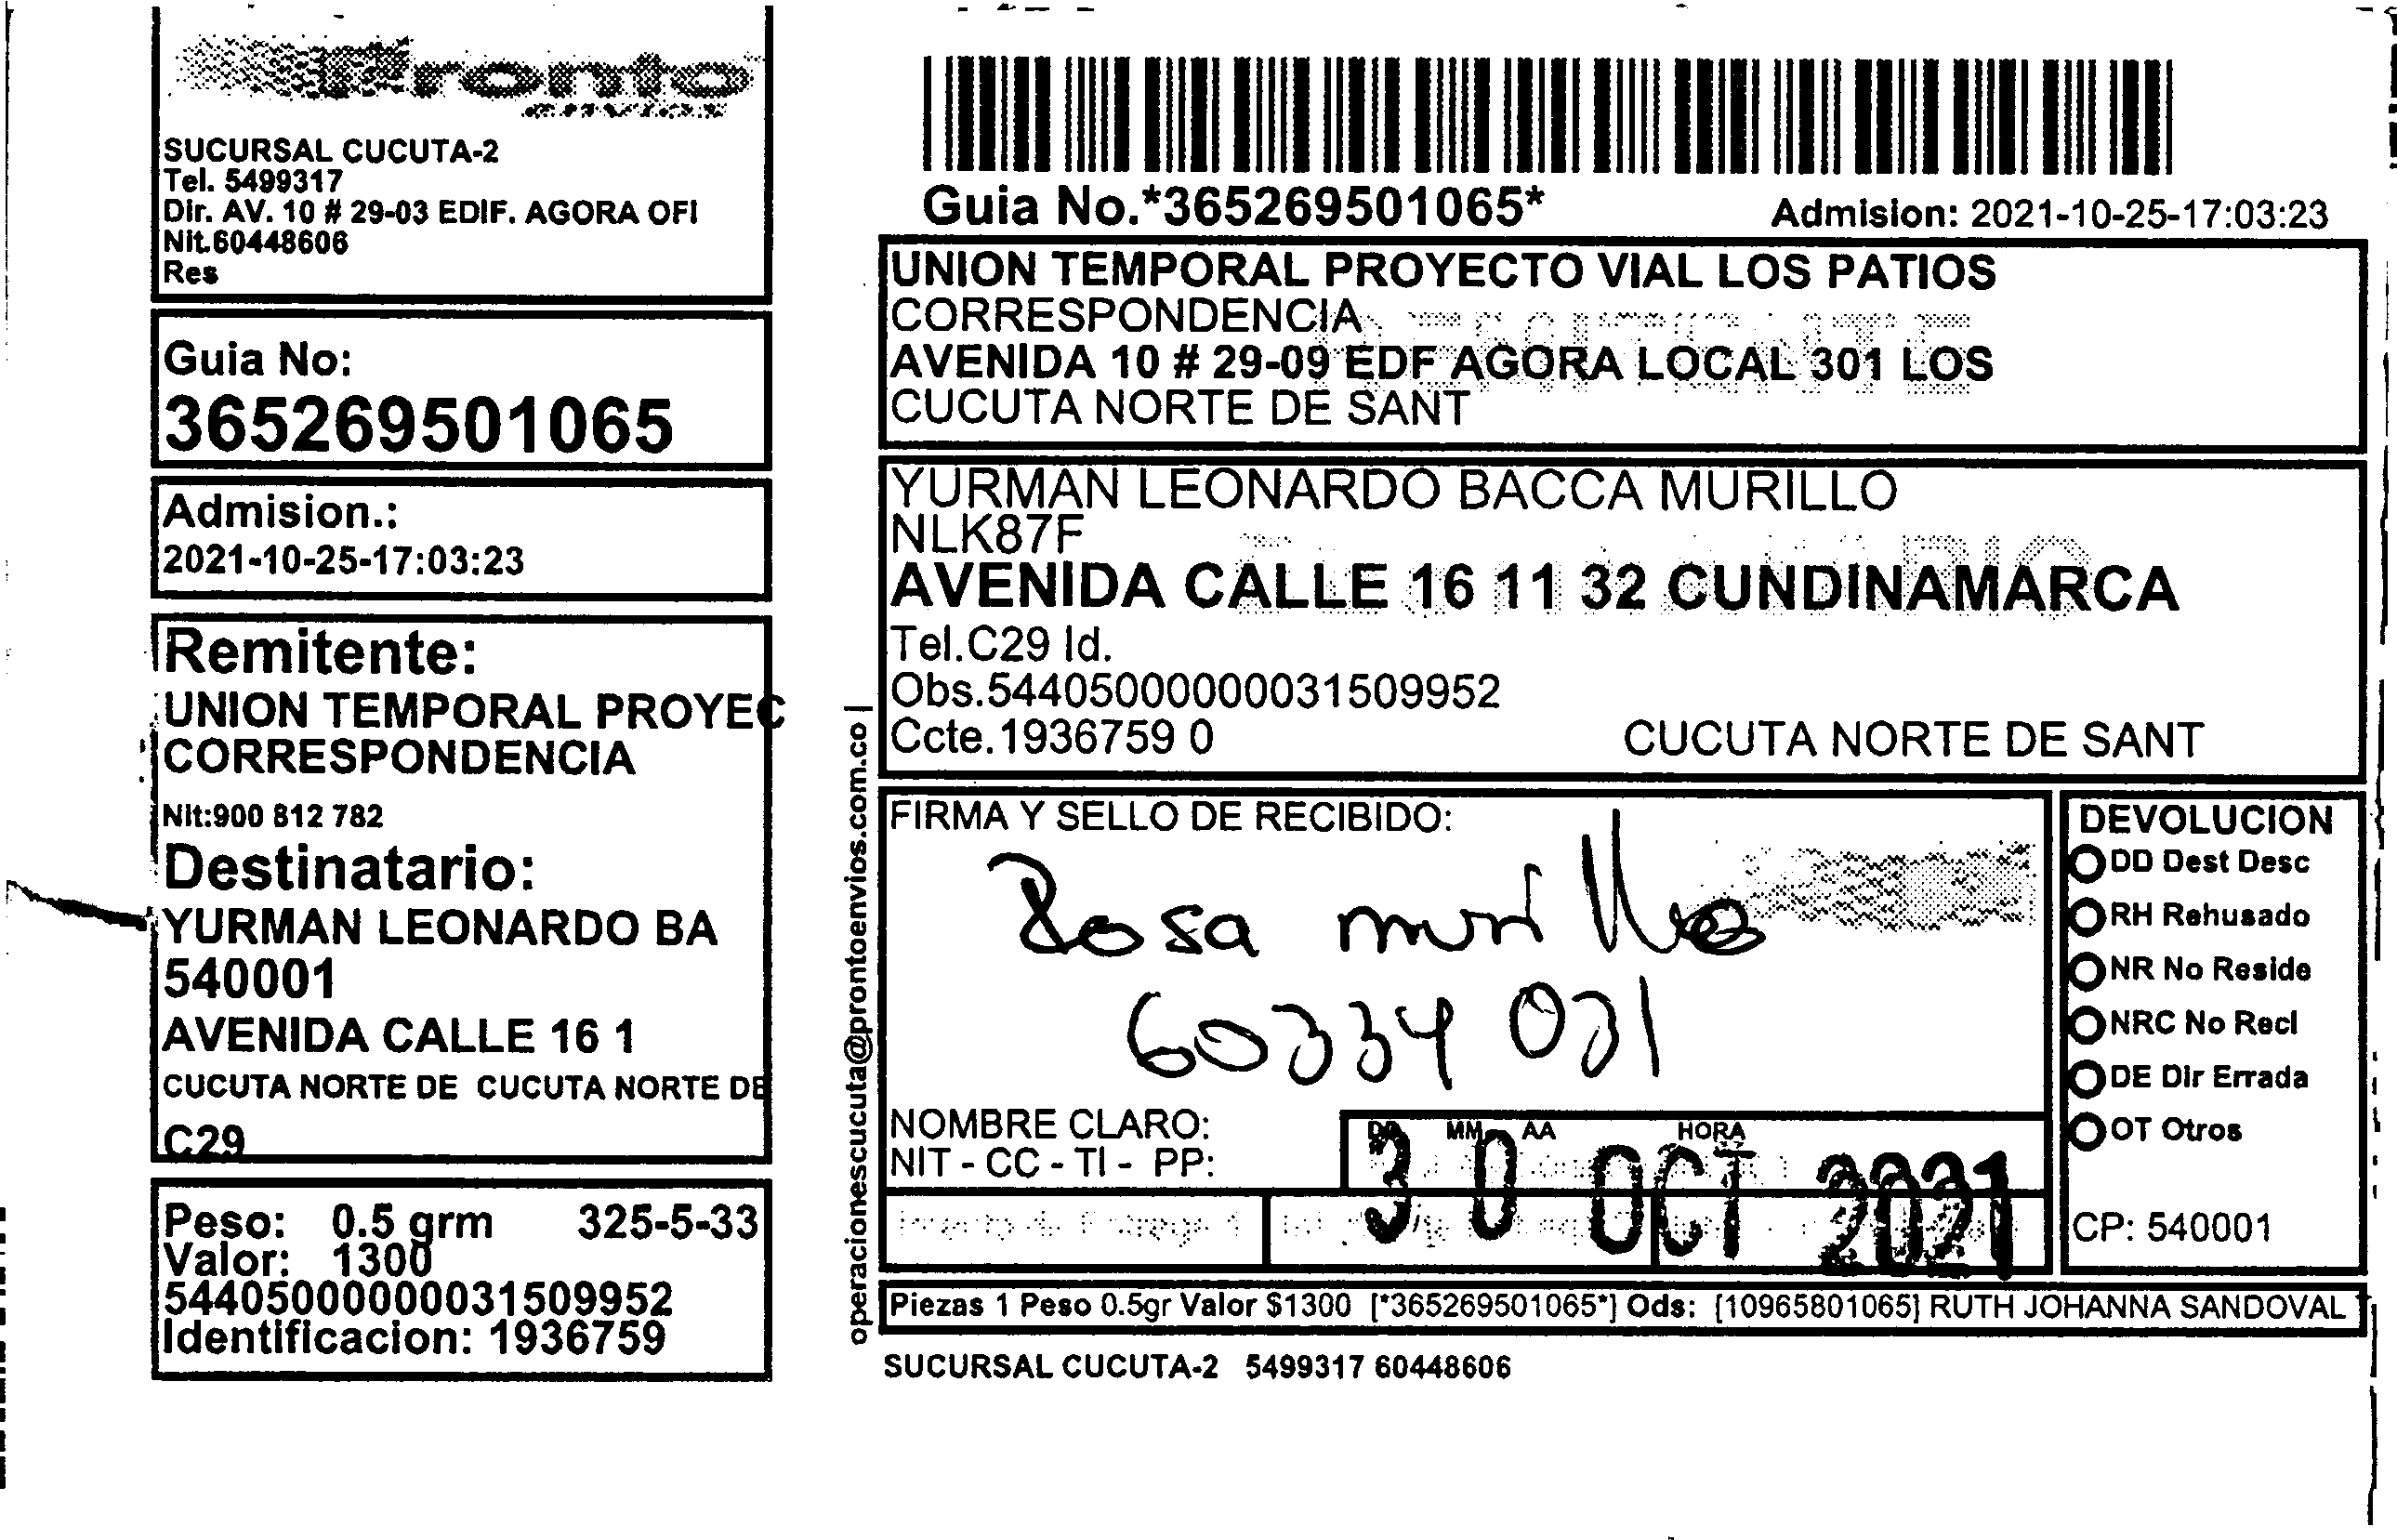 Pronto
SUCURSAL CUCUTA-2
Tel. 5499317
Dir. AV. 10 # 29-03 EDIF. AGORA OFI
Nit.60448606
Res
Guia No:
365269501065
Admision.:
2021-10-25-17:03:23
Remitente:
UNION TEMPORAL PROYEC
CORRESPONDENCIA
Nit:900 812 782
Destinatario:
YURMAN LEONARDO BA
540001
AVENIDA CALLE 16 1
CUCUTA NORTE DE CUCUTA NORTE DE
C29
Peso: 0.5 grm 325-5-33
Valor: 1300
54405000000031509952
Identificacion: 1936759
operacionescucuta@prontoenvios.com.co |
Guia No.*365269501065*
Admision: 2021-10-25-17:03:23
UNION TEMPORAL PROYECTO VIAL LOS PATIOS
CORRESPONDENCIA
REMITENTE
AVENIDA 10 # 29-09 EDF AGORA LOCAL 301 LOS
CUCUTA NORTE DE SANT
YURMAN LEONARDO BACCA MURILLO
NLK87F
AVENIDA CALLE 16 11 32 CUNDINAMARCA
Tel.C29 Id.
Obs.54405000000031509952
Ccte.1936759 0 CUCUTA NORTE DE SANT
FIRMA Y SELLO DE RECIBIDO:
Rosa murillo
60334 031
NOMBRE CLARO:
NIT - CC - TI - PP:
DD MM AA HORA
30 OCT 2021
DEVOLUCION
DD Dest Desc
RH Rehusado
NR No Reside
NRC No Recl
DE Dir Errada
OT Otros
CP: 540001
Piezas 1 Peso 0.5gr Valor $1300 [*365269501065*] Ods: [10965801065] RUTH JOHANNA SANDOVAL
SUCURSAL CUCUTA-2 5499317 60448606